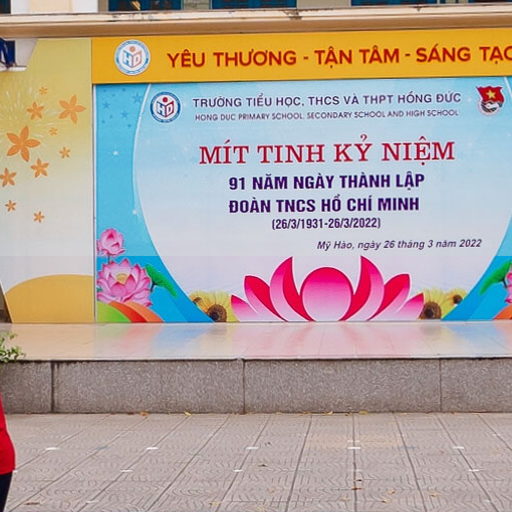 YÊU THƯƠNG - TẬN TÂM - SÁNG TẠO
TRƯỜNG TIỂU HỌC, THCS VÀ THPT HỒNG ĐỨC
HONG DUC PRIMARY SCHOOL, SECONDARY SCHOOL AND HIGH SCHOOL
MÍT TINH KỶ NIỆM
91 NĂM NGÀY THÀNH LẬP
ĐOÀN TNCS HỒ CHÍ MINH
(26/3/1931-26/3/2022)
Mỹ Hào, ngày 26 tháng 3 năm 2022